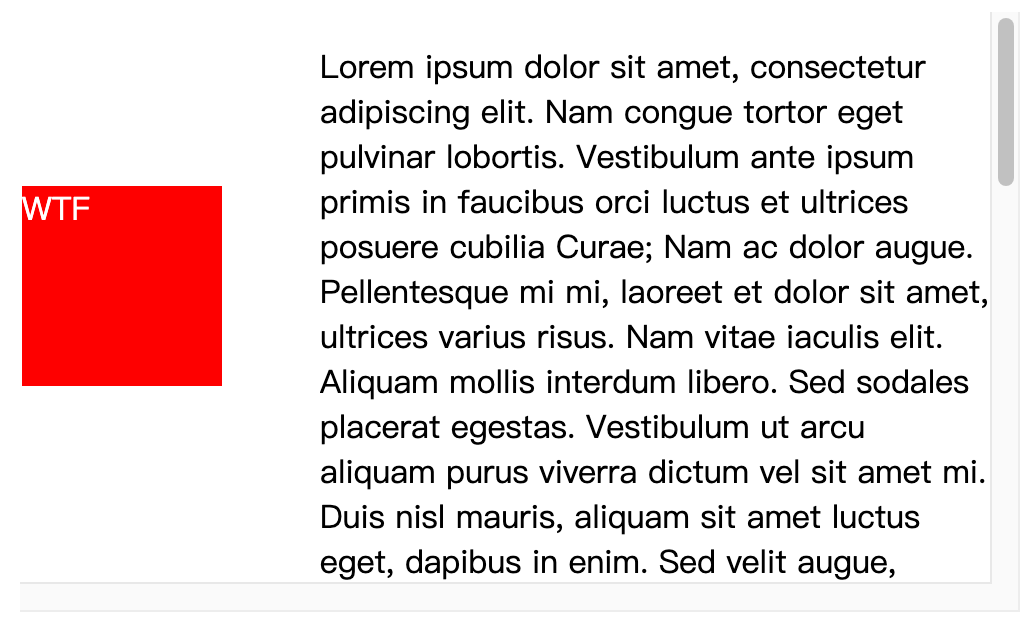 WTF
Lorem ipsum dolor sit amet, consectetur
adipiscing elit. Nam congue tortor eget
pulvinar lobortis. Vestibulum ante ipsum
primis in faucibus orci luctus et ultrices
posuere cubilia Curae; Nam ac dolor augue.
Pellentesque mi mi, laoreet et dolor sit amet,
ultrices varius risus. Nam vitae iaculis elit.
Aliquam mollis interdum libero. Sed sodales
placerat egestas. Vestibulum ut arcu
aliquam purus viverra dictum vel sit amet mi.
Duis nisl mauris, aliquam sit amet luctus
eget, dapibus in enim. Sed velit augue,